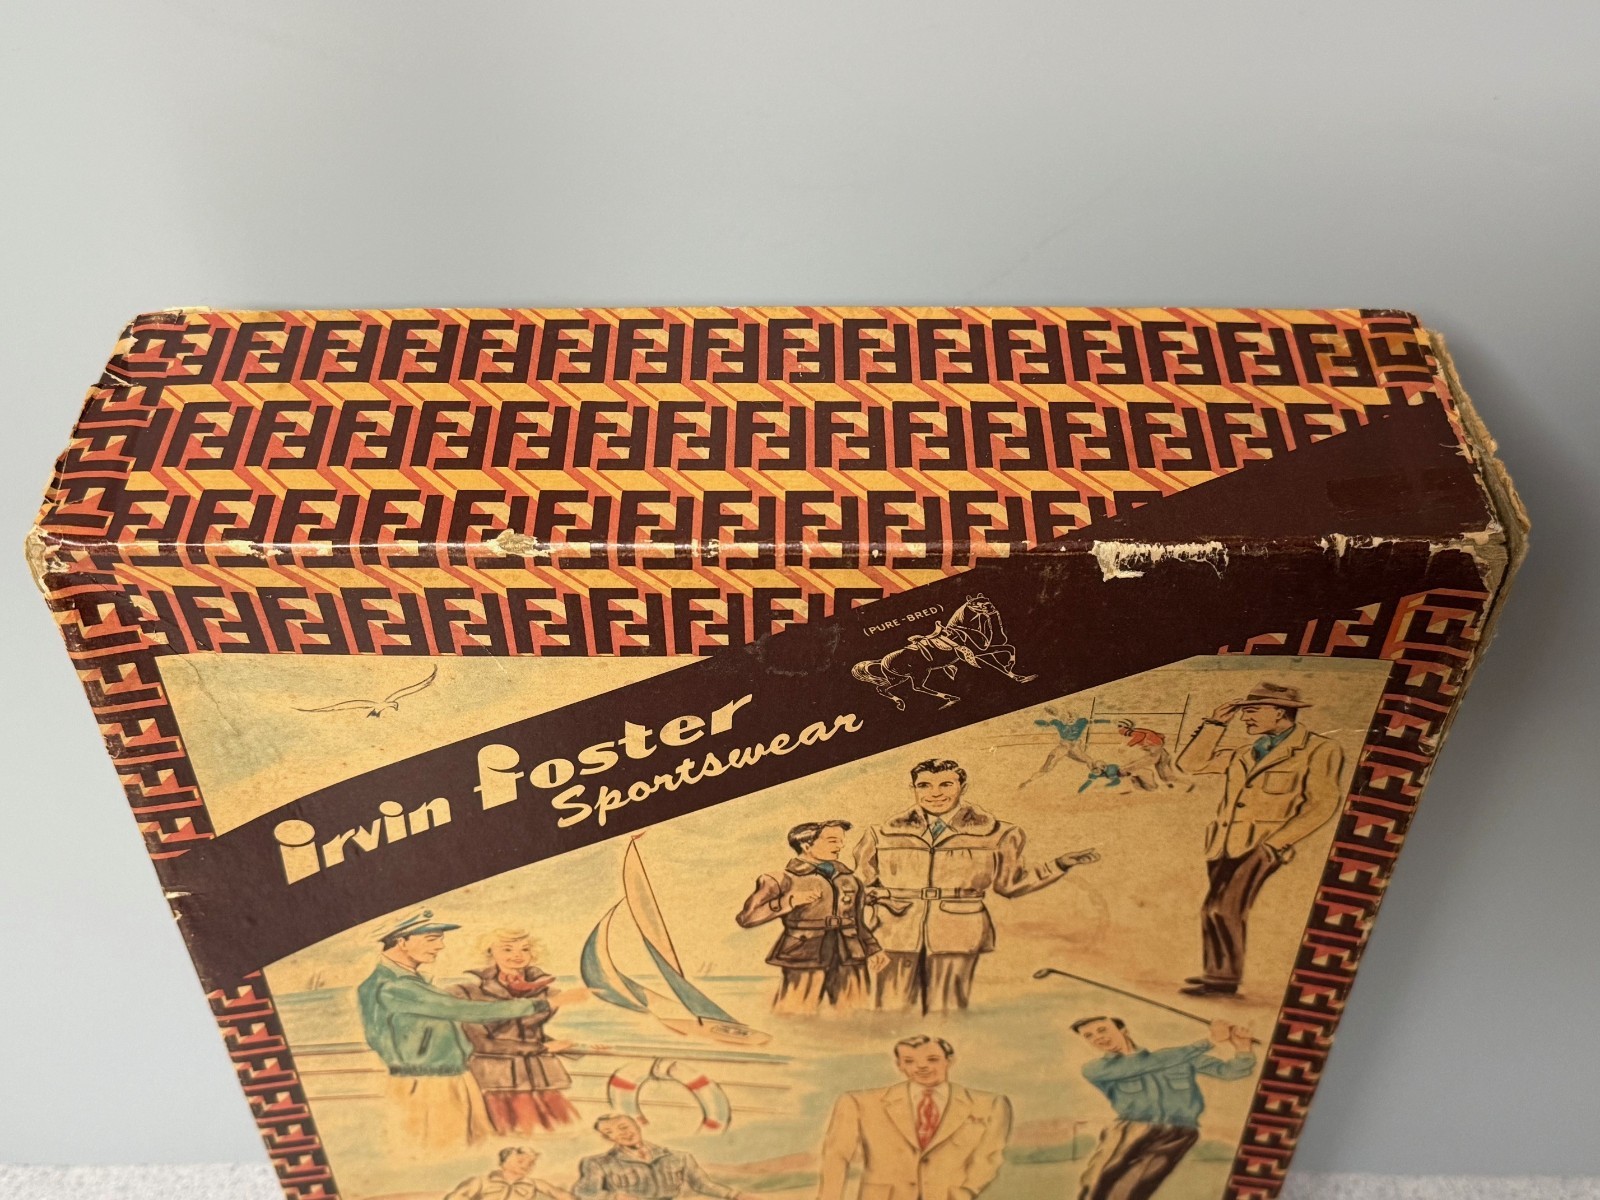 (PURE-BRED)
irvin foster
Sportswear